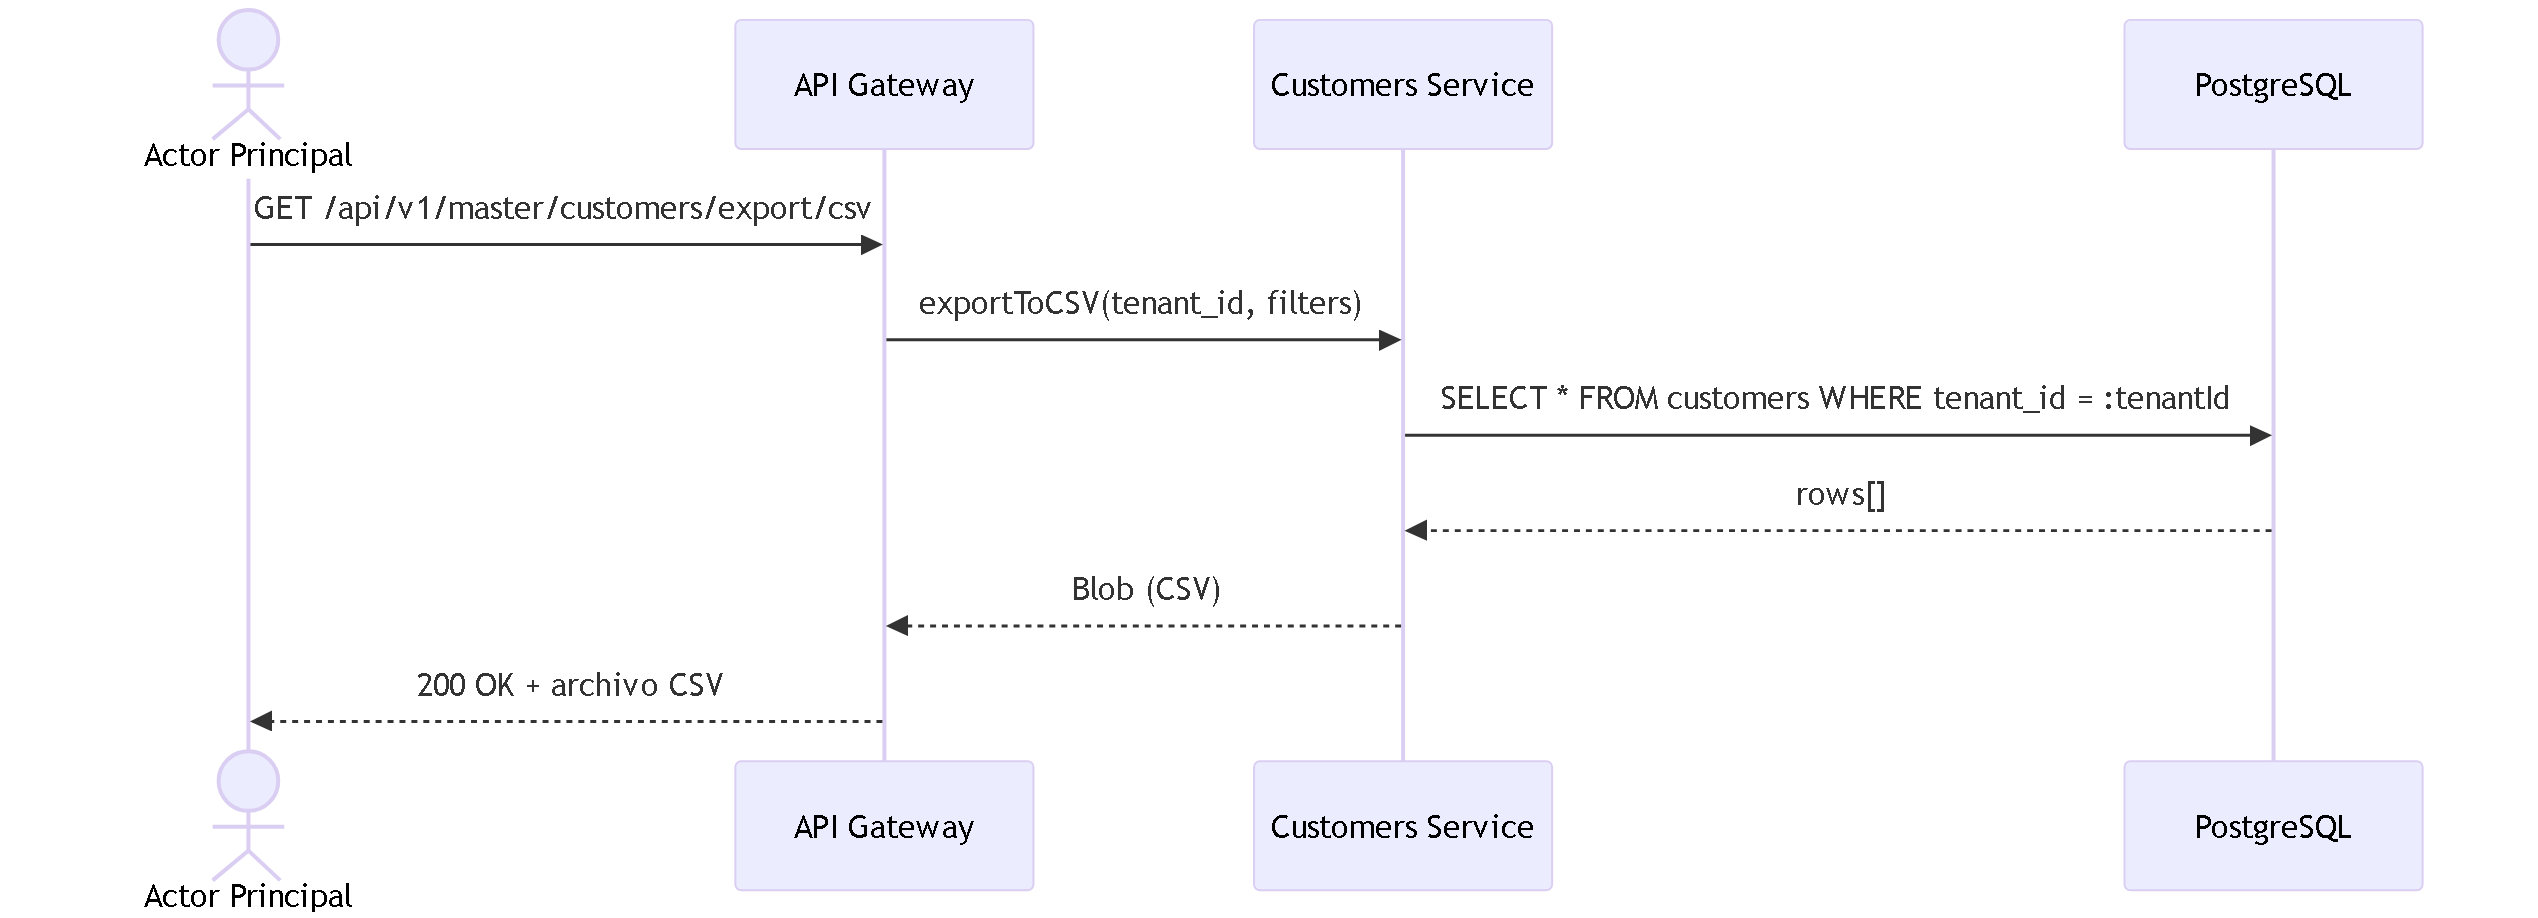 API Gateway
Customers Service
PostgreSQL
Actor Principal
GET /api/v1/master/customers/export/csv
exportToCSV(tenant_id, filters)
SELECT * FROM customers WHERE tenant_id = :tenantId
rows[]
Blob (CSV)
200 OK + archivo CSV
API Gateway
Customers Service
PostgreSQL
Actor Principal